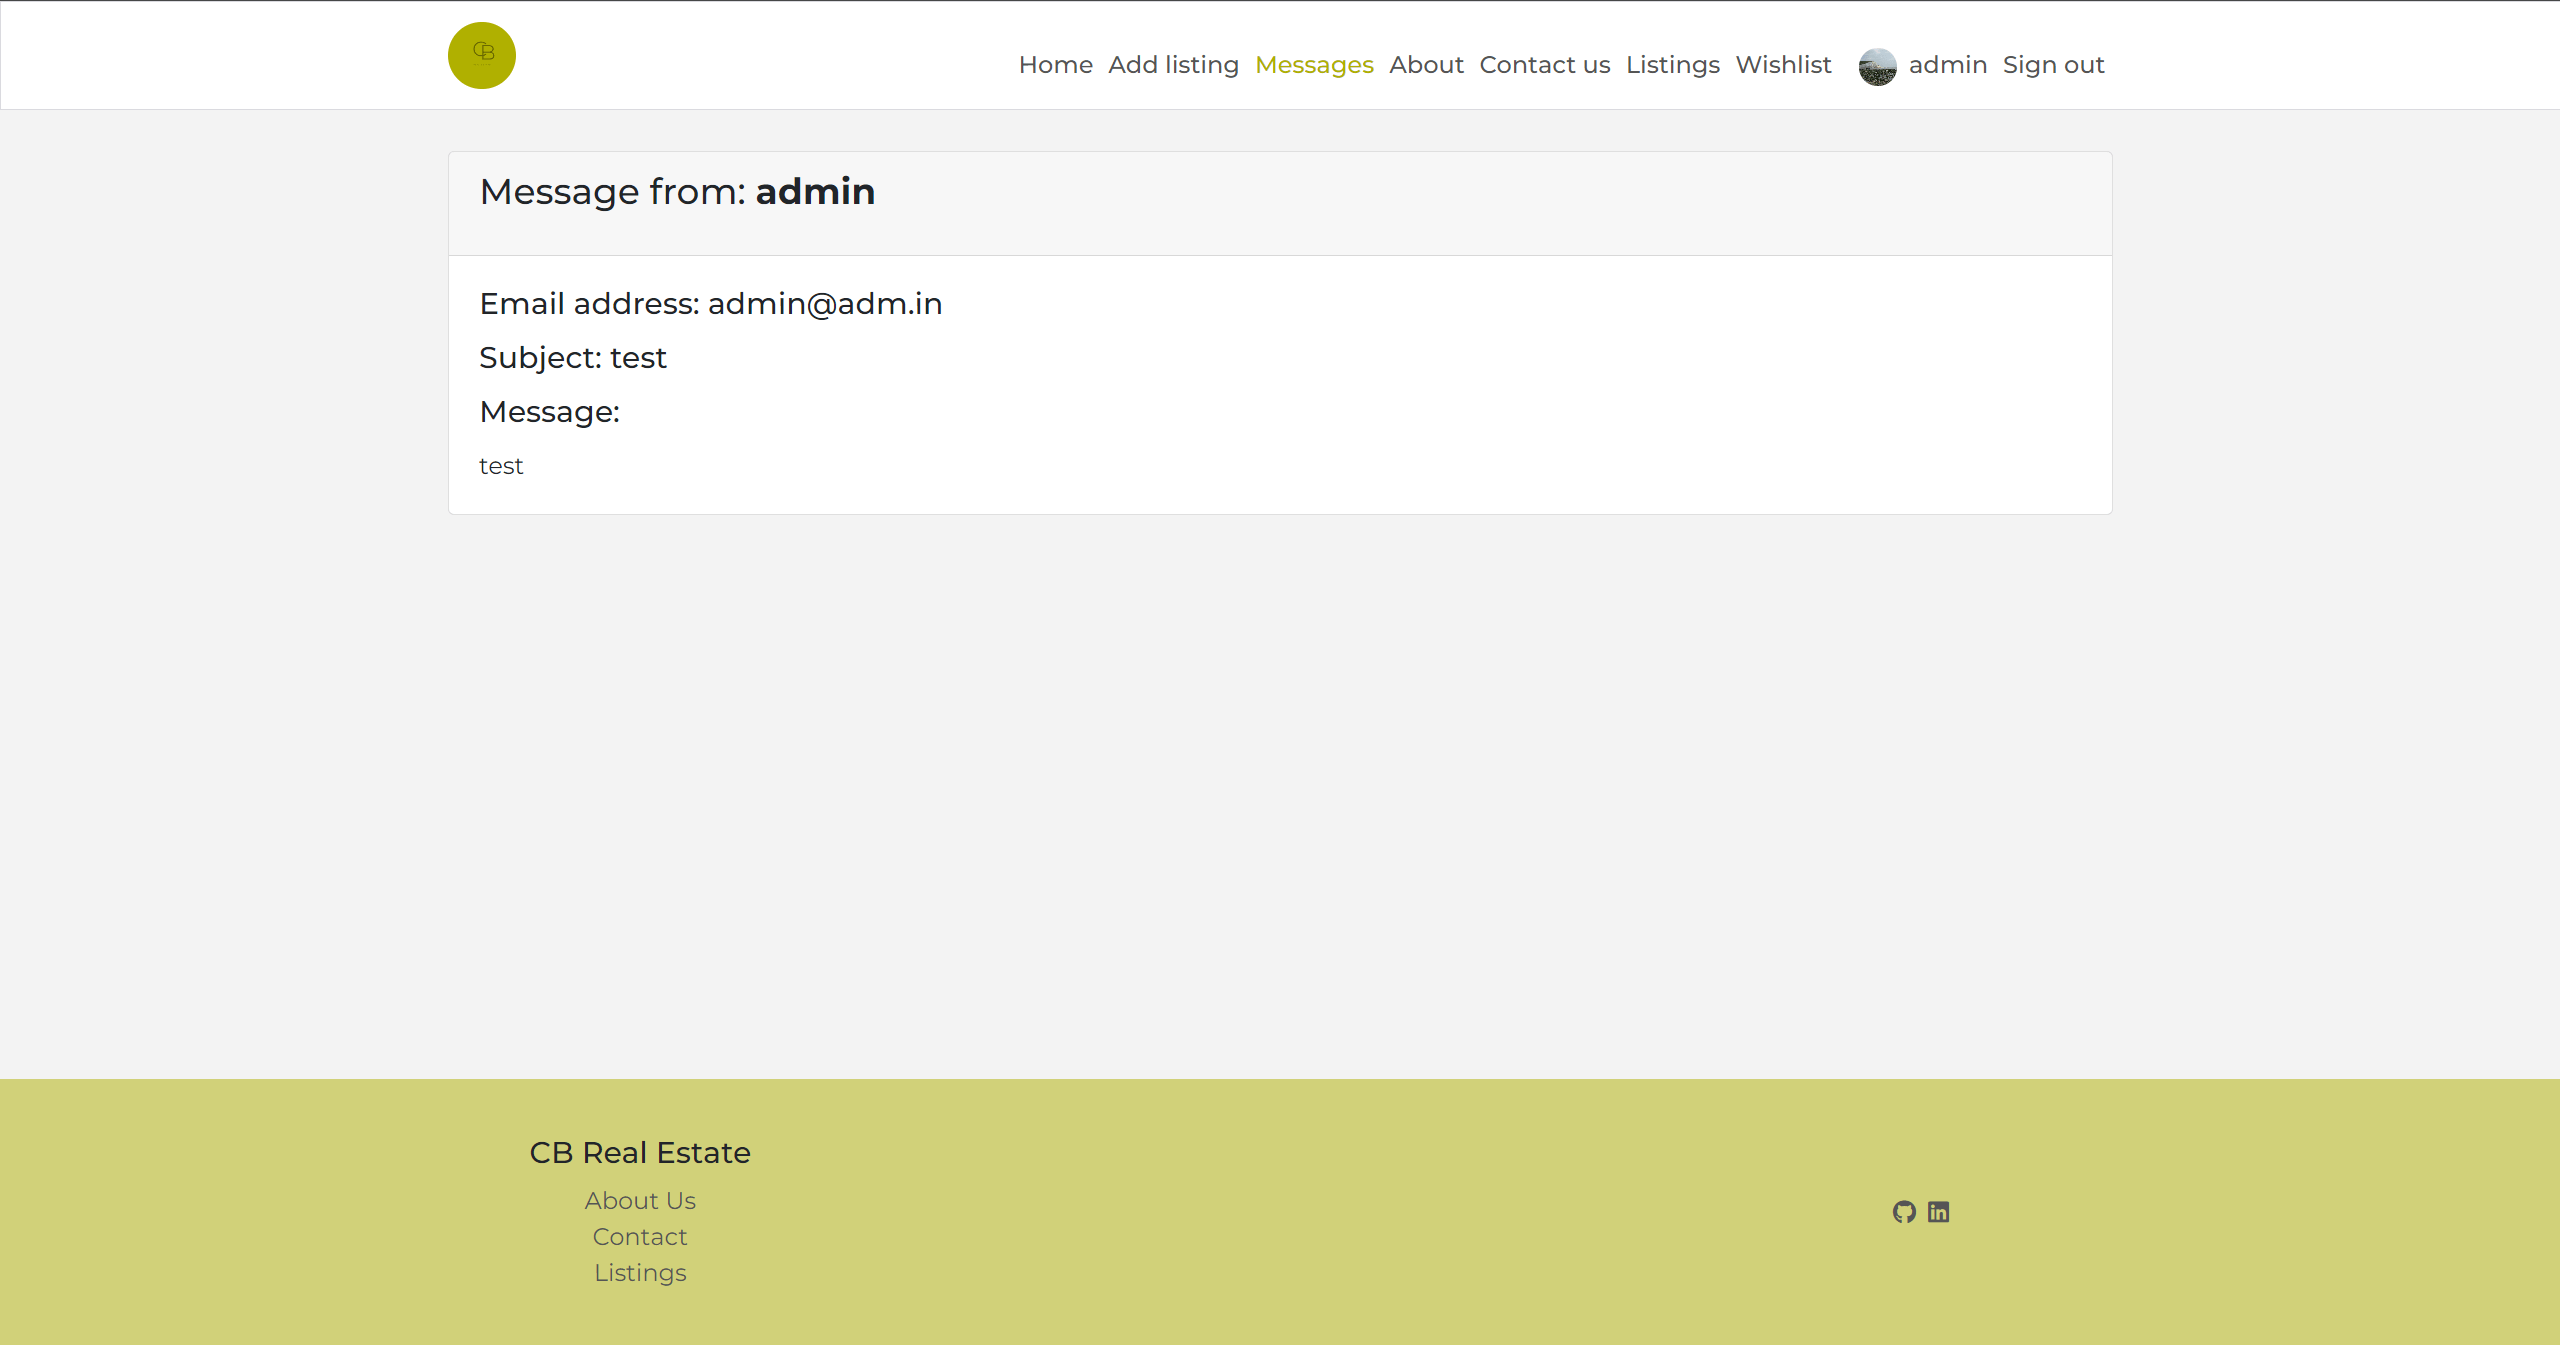 CB
Home Add listing Messages About Contact us Listings Wishlist admin Sign out
Message from: admin
Email address: admin@adm.in
Subject: test
Message:
test
CB Real Estate
About Us
Contact
Listings